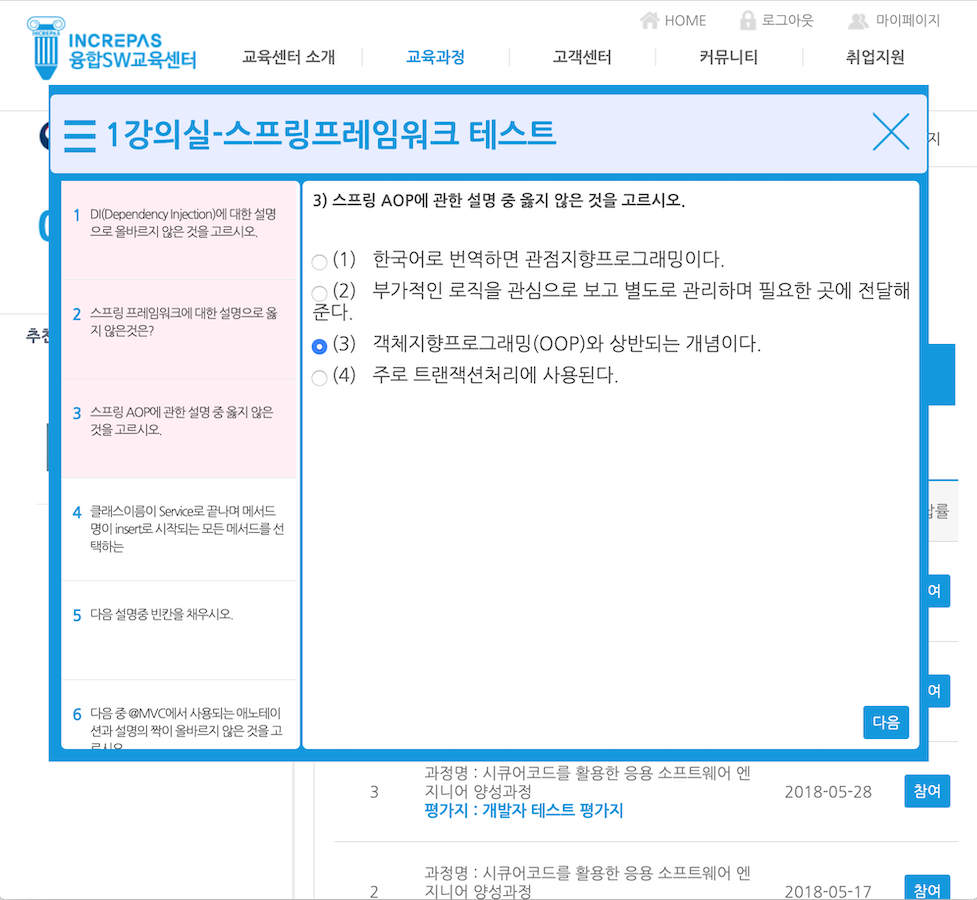 HOME 로그아웃 마이페이지
INCREPAS
융합SW교육센터
교육센터 소개 교육과정 고객센터 커뮤니티 취업지원
1강의실-스프링프레임워크 테스트
지
1 DI(Dependency Injection)에 대한 설명
으로 올바르지 않은 것을 고르시오.
2 스프링 프레임워크에 대한 설명으로 옳
지 않은것은?
3 스프링 AOP에 관한 설명 중 옳지 않은
것을 고르시오.
4 클래스이름이 Service로 끝나며 메서드
명이 insert로 시작되는 모든 메서드를 선
택하는
5 다음 설명중 빈칸을 채우시오.
6 다음 중 @MVC에서 사용되는 애노테이
션과 설명의 짝이 올바르지 않은 것을 고
르시오
3) 스프링 AOP에 관한 설명 중 옳지 않은 것을 고르시오.
(1) 한국어로 번역하면 관점지향프로그래밍이다.
(2) 부가적인 로직을 관심으로 보고 별도로 관리하며 필요한 곳에 전달해
준다.
(3) 객체지향프로그래밍(OOP)와 상반되는 개념이다.
(4) 주로 트랜잭션처리에 사용된다.
다음
추천
률
여
여
과정명 : 시큐어코드를 활용한 응용 소프트웨어 엔
3 지니어 양성과정 2018-05-28 참여
평가지 : 개발자 테스트 평가지
과정명 : 시큐어코드를 활용한 응용 소프트웨어 엔
2 지니어 양성과정 2018-05-17 참여